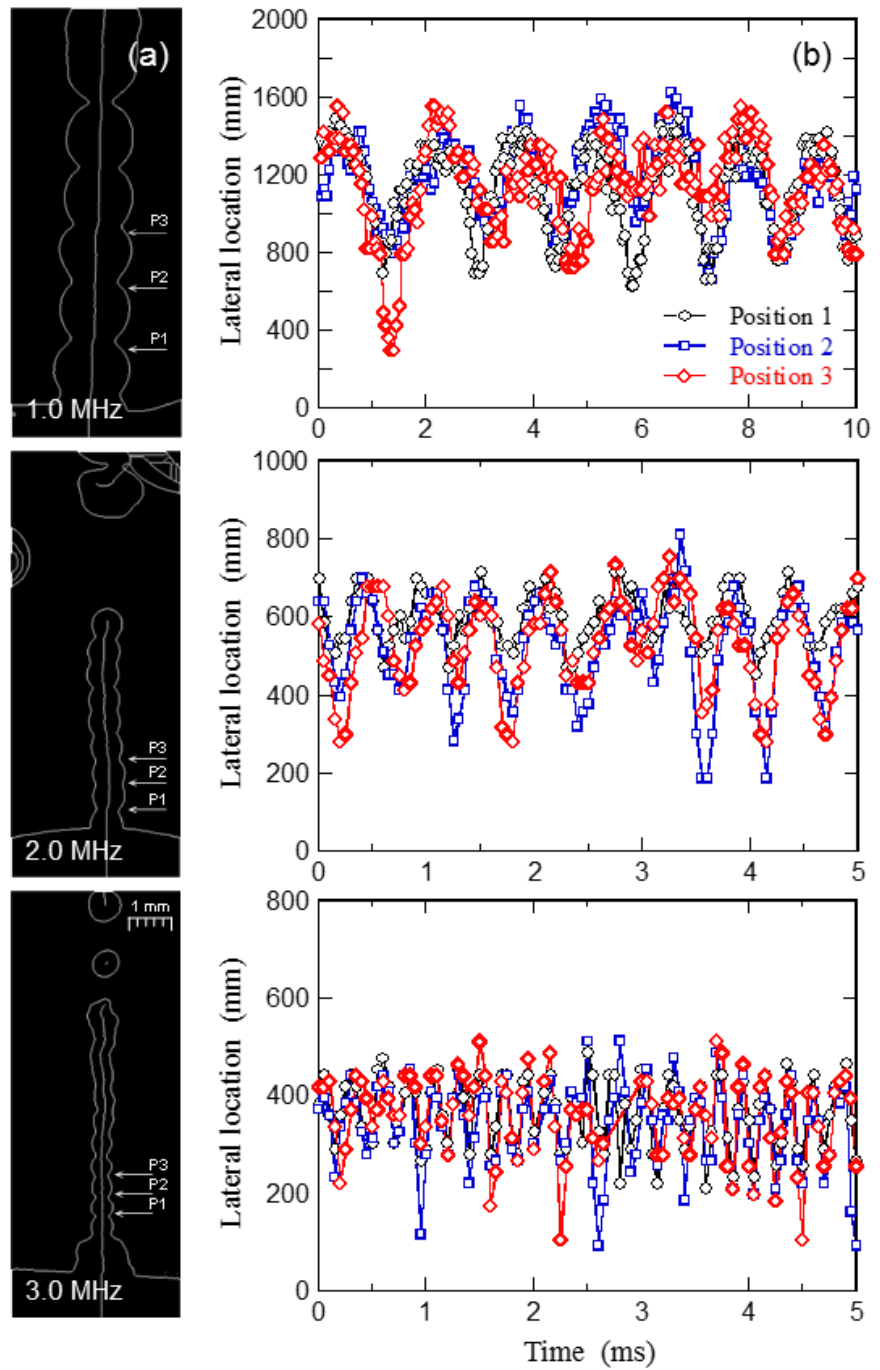 (a)
P3
P2
P1
1.0 MHz
(b)
2000
1600
1200
800
400
0
Lateral location (mm)
Position 1
Position 2
Position 3
0 2 4 6 8 10
P3
P2
P1
2.0 MHz
1000
800
600
400
200
0
Lateral location (mm)
0 1 2 3 4 5
1 mm
P3
P2
P1
3.0 MHz
800
600
400
200
0
Lateral location (mm)
0 1 2 3 4 5
Time (ms)